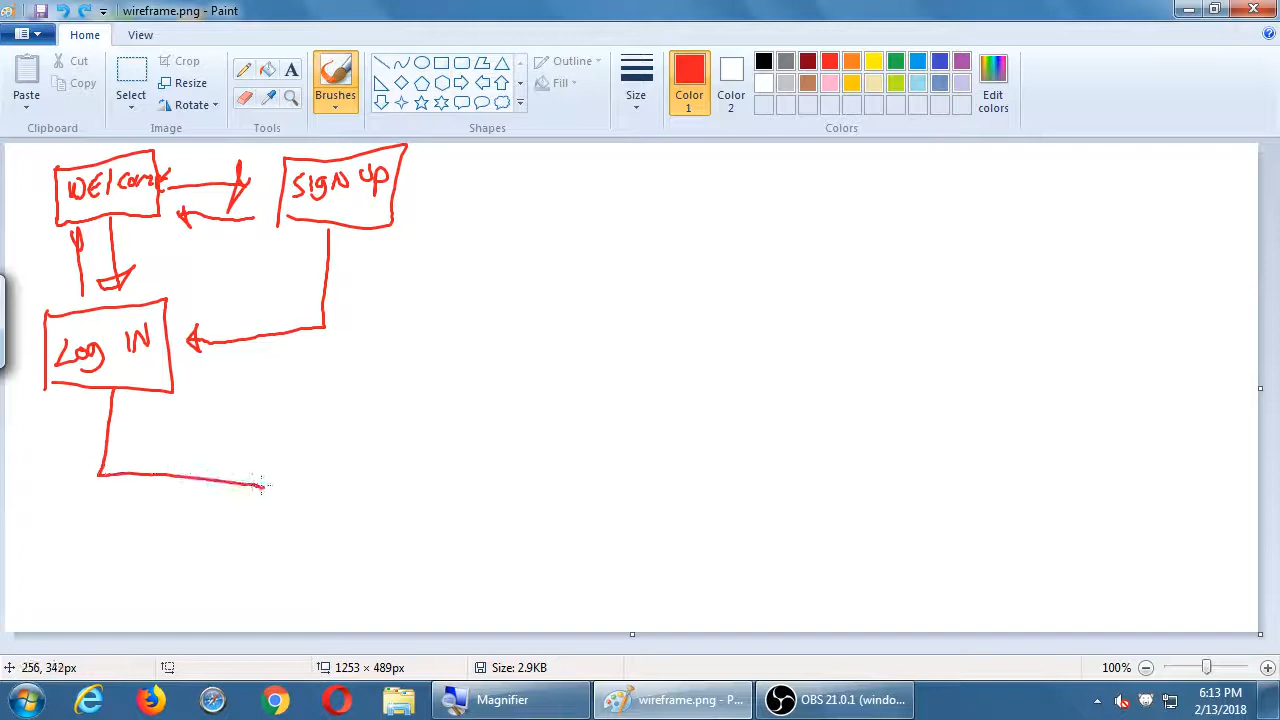 wireframe.png - Paint
Home
View
Paste
Cut
Copy
Clipboard
Select
Crop
Resize
Rotate
Image
Tools
Brushes
Shapes
Outline
Fill
Size
Color 1
Color 2
Edit colors
Colors
WElcome
SIgN Up
Log IN
256, 342px
1253 × 489px
Size: 2.9KB
100%
Magnifier
wireframe.png - P...
OBS 21.0.1 (windo...
6:13 PM
2/13/2018